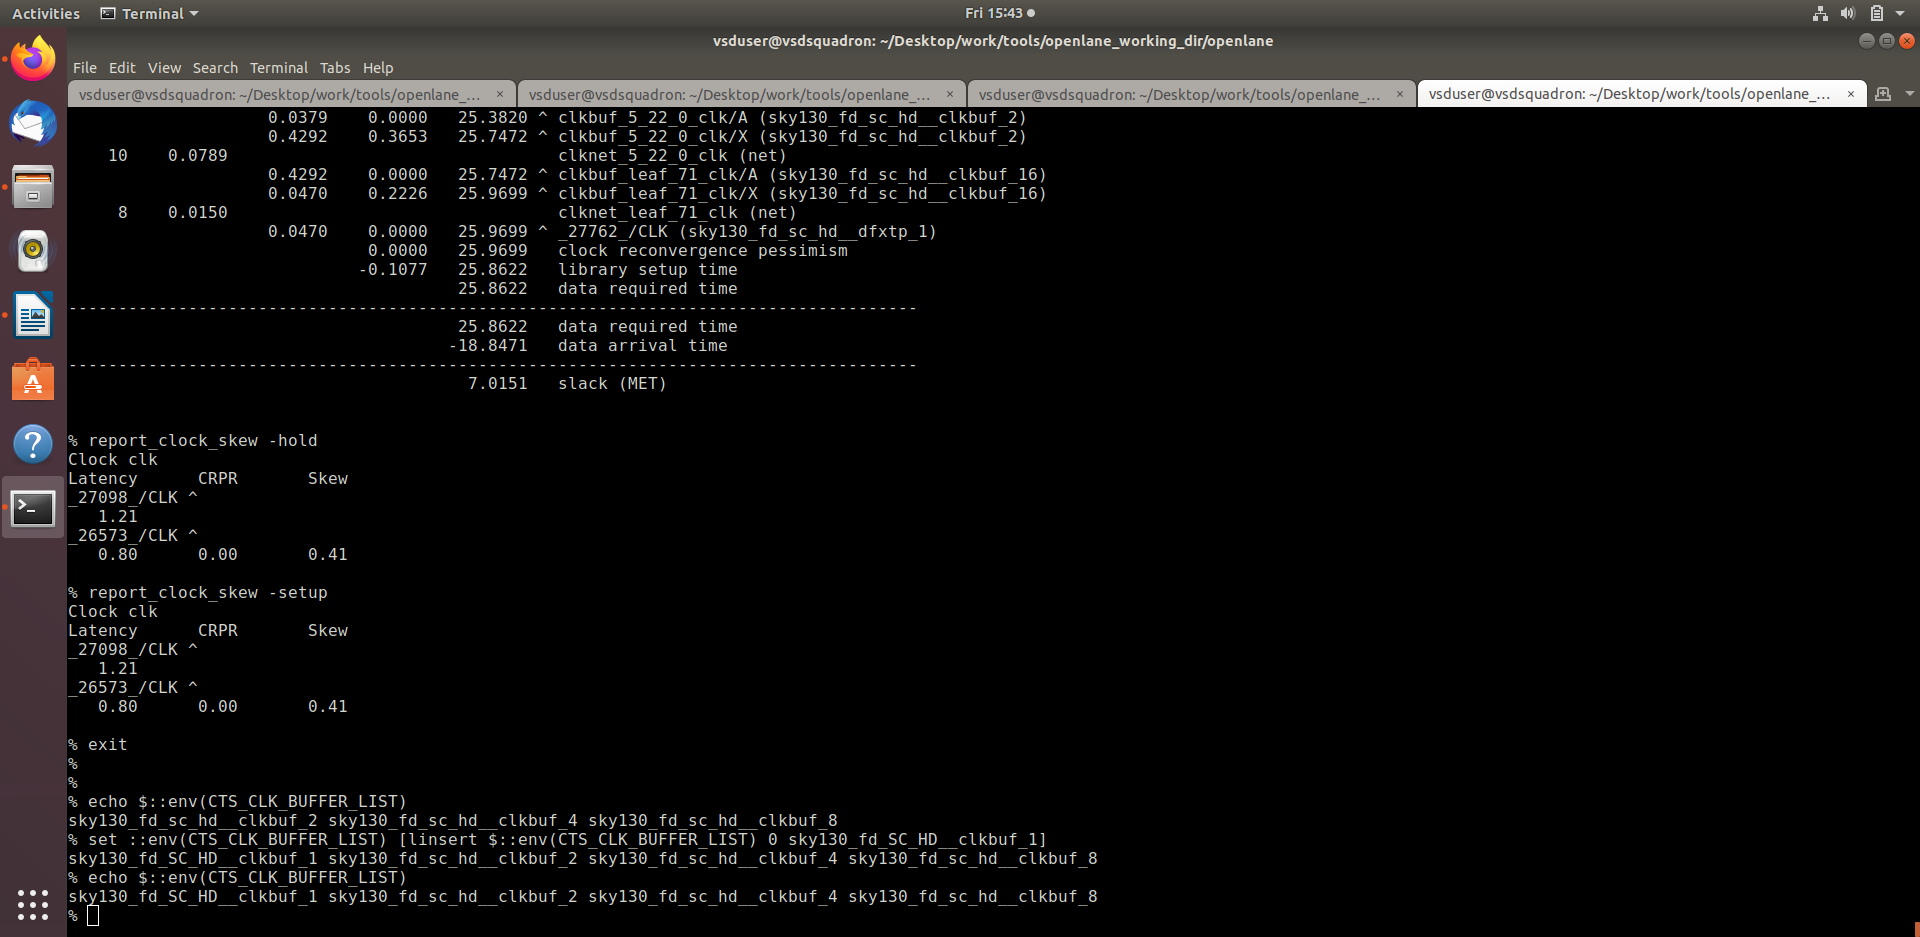 Activities Terminal Fri 15:43
vsduser@vsdsquadron: ~/Desktop/work/tools/openlane_working_dir/openlane
File Edit View Search Terminal Tabs Help
vsduser@vsdsquadron: ~/Desktop/work/tools/openlane_... × vsduser@vsdsquadron: ~/Desktop/work/tools/openlane_... × vsduser@vsdsquadron: ~/Desktop/work/tools/openlane_... × vsduser@vsdsquadron: ~/Desktop/work/tools/openlane_... ×
                    0.0379    0.0000   25.3820 ^ clkbuf_5_22_0_clk/A (sky130_fd_sc_hd__clkbuf_2)
                    0.4292    0.3653   25.7472 ^ clkbuf_5_22_0_clk/X (sky130_fd_sc_hd__clkbuf_2)
    10    0.0789                                 clknet_5_22_0_clk (net)
                    0.4292    0.0000   25.7472 ^ clkbuf_leaf_71_clk/A (sky130_fd_sc_hd__clkbuf_16)
                    0.0470    0.2226   25.9699 ^ clkbuf_leaf_71_clk/X (sky130_fd_sc_hd__clkbuf_16)
     8    0.0150                                 clknet_leaf_71_clk (net)
                    0.0470    0.0000   25.9699 ^ _27762_/CLK (sky130_fd_sc_hd__dfxtp_1)
                              0.0000   25.9699   clock reconvergence pessimism
                             -0.1077   25.8622   library setup time
                                       25.8622   data required time
-------------------------------------------------------------------------------------
                                       25.8622   data required time
                                      -18.8471   data arrival time
-------------------------------------------------------------------------------------
                                        7.0151   slack (MET)
% report_clock_skew -hold
Clock clk
Latency      CRPR       Skew
_27098_/CLK ^
   1.21
_26573_/CLK ^
   0.80      0.00       0.41
% report_clock_skew -setup
Clock clk
Latency      CRPR       Skew
_27098_/CLK ^
   1.21
_26573_/CLK ^
   0.80      0.00       0.41
% exit
%
%
% echo $::env(CTS_CLK_BUFFER_LIST)
sky130_fd_sc_hd__clkbuf_2 sky130_fd_sc_hd__clkbuf_4 sky130_fd_sc_hd__clkbuf_8
% set ::env(CTS_CLK_BUFFER_LIST) [linsert $::env(CTS_CLK_BUFFER_LIST) 0 sky130_fd_SC_HD__clkbuf_1]
sky130_fd_SC_HD__clkbuf_1 sky130_fd_sc_hd__clkbuf_2 sky130_fd_sc_hd__clkbuf_4 sky130_fd_sc_hd__clkbuf_8
% echo $::env(CTS_CLK_BUFFER_LIST)
sky130_fd_SC_HD__clkbuf_1 sky130_fd_sc_hd__clkbuf_2 sky130_fd_sc_hd__clkbuf_4 sky130_fd_sc_hd__clkbuf_8
%